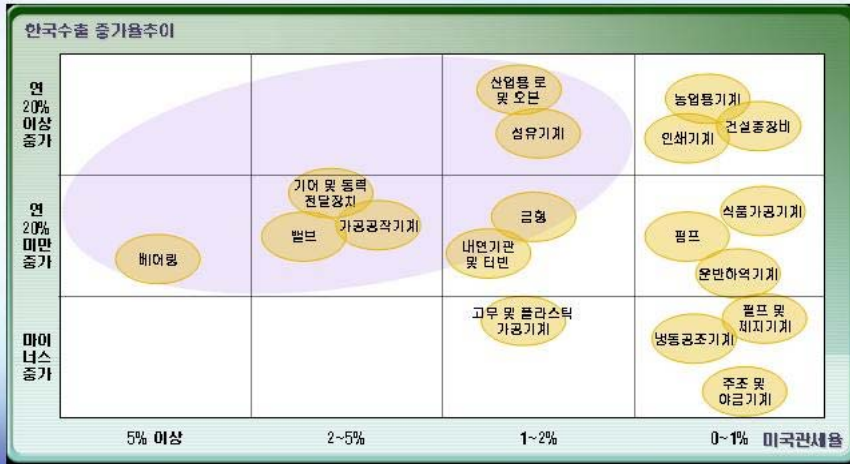 한국수출 증가율추이
연
20%
이상
증가
산업용 로
및 오븐
섬유기계
농업용기계
인쇄기계
건설중장비
연
20%
미만
증가
기어 및 동력
전달장치
밸브
가공공작기계
베어링
금형
내연기관
및 터빈
식품가공기계
펌프
운반하역기계
마이
너스
증가
고무 및 플라스틱
가공기계
펄프 및
제지기계
냉동공조기계
주조 및
야금기계
5% 이상
2~5%
1~2%
0~1%
미국관세율